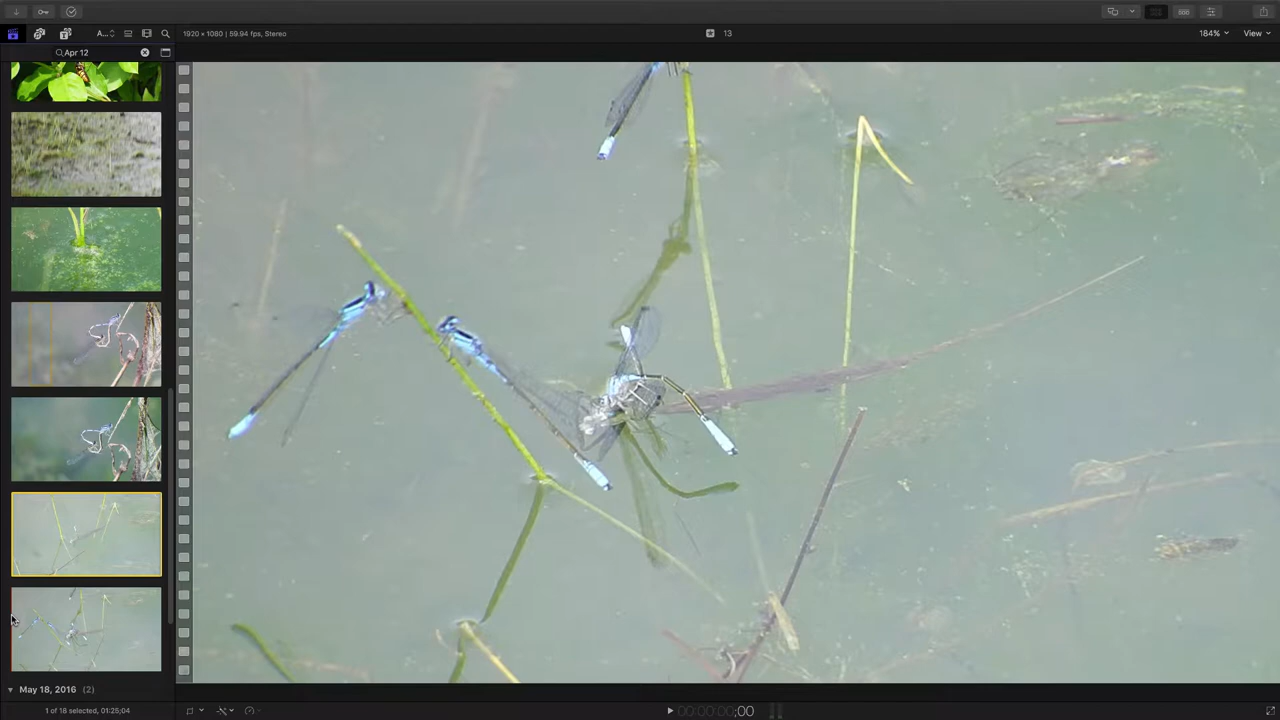 A...
1920 × 1080 | 59.94 fps, Stereo
13
184%
View
Apr 12
May 18, 2016 (2)
1 of 18 selected, 01:25;04
00:00:00;00